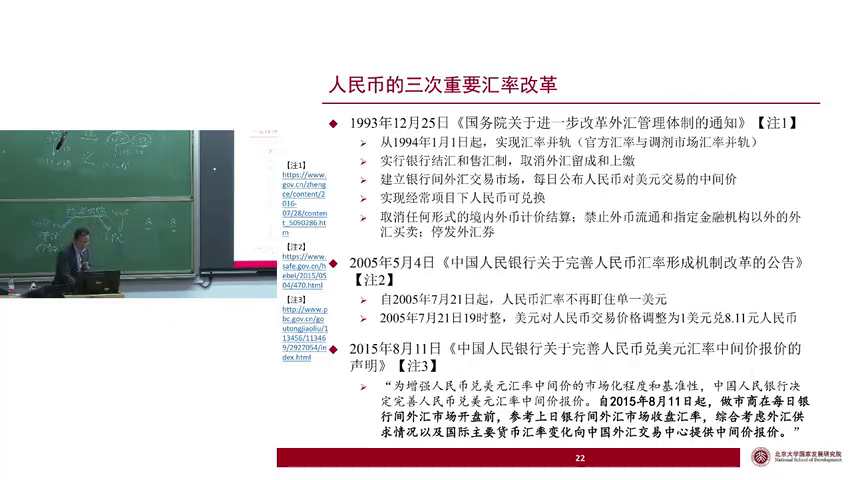 人民币的三次重要汇率改革
◆ 1993年12月25日《国务院关于进一步改革外汇管理体制的通知》【注1】
➢ 从1994年1月1日起,实现汇率并轨(官方汇率与调剂市场汇率并轨)
➢ 实行银行结汇和售汇制,取消外汇留成和上缴
➢ 建立银行间外汇交易市场,每日公布人民币对美元交易的中间价
➢ 实现经常项目下人民币可兑换
➢ 取消任何形式的境内外币计价结算;禁止外币流通和指定金融机构以外的外
汇买卖;停发外汇券
◆ 2005年5月4日《中国人民银行关于完善人民币汇率形成机制改革的公告》
【注2】
➢ 自2005年7月21日起,人民币汇率不再盯住单一美元
➢ 2005年7月21日19时整,美元对人民币交易价格调整为1美元兑8.11元人民币
◆ 2015年8月11日《中国人民银行关于完善人民币兑美元汇率中间价报价的
声明》【注3】
➢ “为增强人民币兑美元汇率中间价的市场化程度和基准性,中国人民银行决
定完善人民币兑美元汇率中间价报价。自2015年8月11日起,做市商在每日银
行间外汇市场开盘前,参考上日银行间外汇市场收盘汇率,综合考虑外汇供
求情况以及国际主要货币汇率变化向中国外汇交易中心提供中间价报价。”
【注1】
https://www.
gov.cn/zheng
ce/content/2
016-
07/28/conten
t_5090286.ht
m
【注2】
https://www.
safe.gov.cn/h
ebei/2015/05
04/470.html
【注3】
http://www.p
bc.gov.cn/go
utongjiaoliu/1
13456/11346
9/2927054/in
dex.html
A B
LPR
22
北京大学国家发展研究院
National School of Development